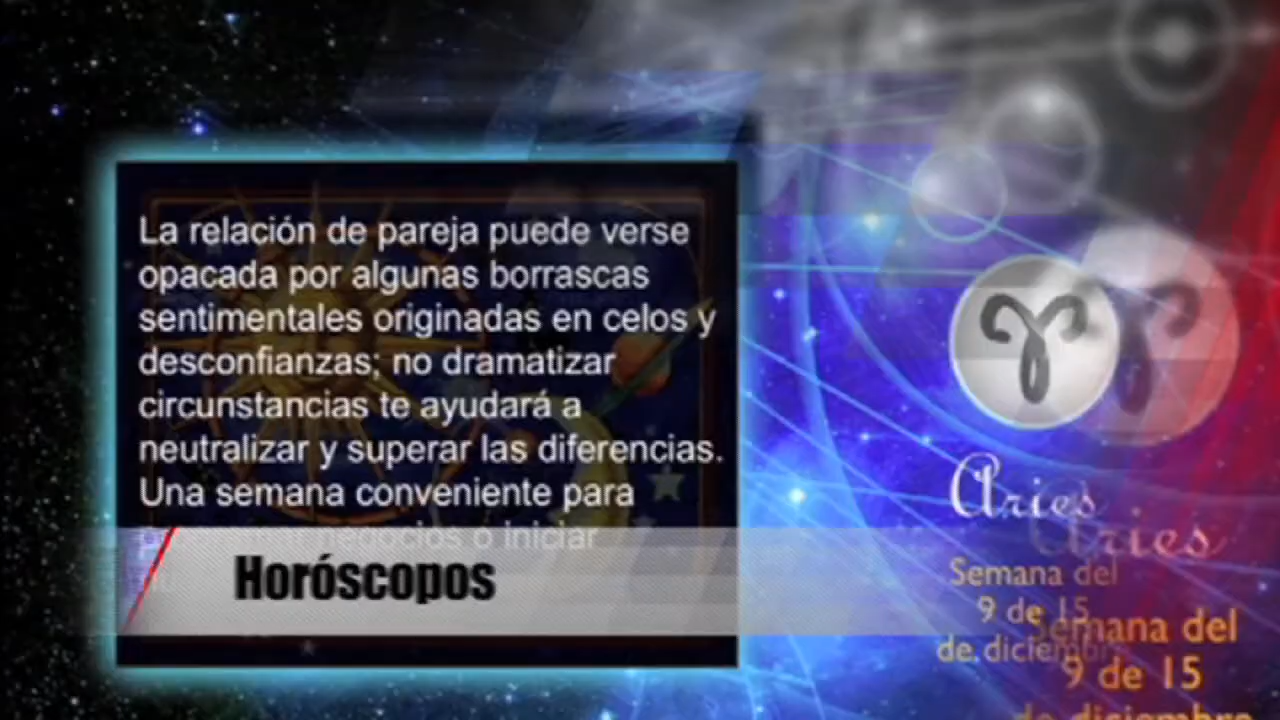 La relación de pareja puede verse
opacada por algunas borrascas
sentimentales originadas en celos y
desconfianzas; no dramatizar
circunstancias te ayudará a
neutralizar y superar las diferencias.
Una semana conveniente para
negocios o iniciar
Horóscopos
Aries
Semana del
9 de 15
de diciembre
Aries
Semana del
9 de 15
de diciembre